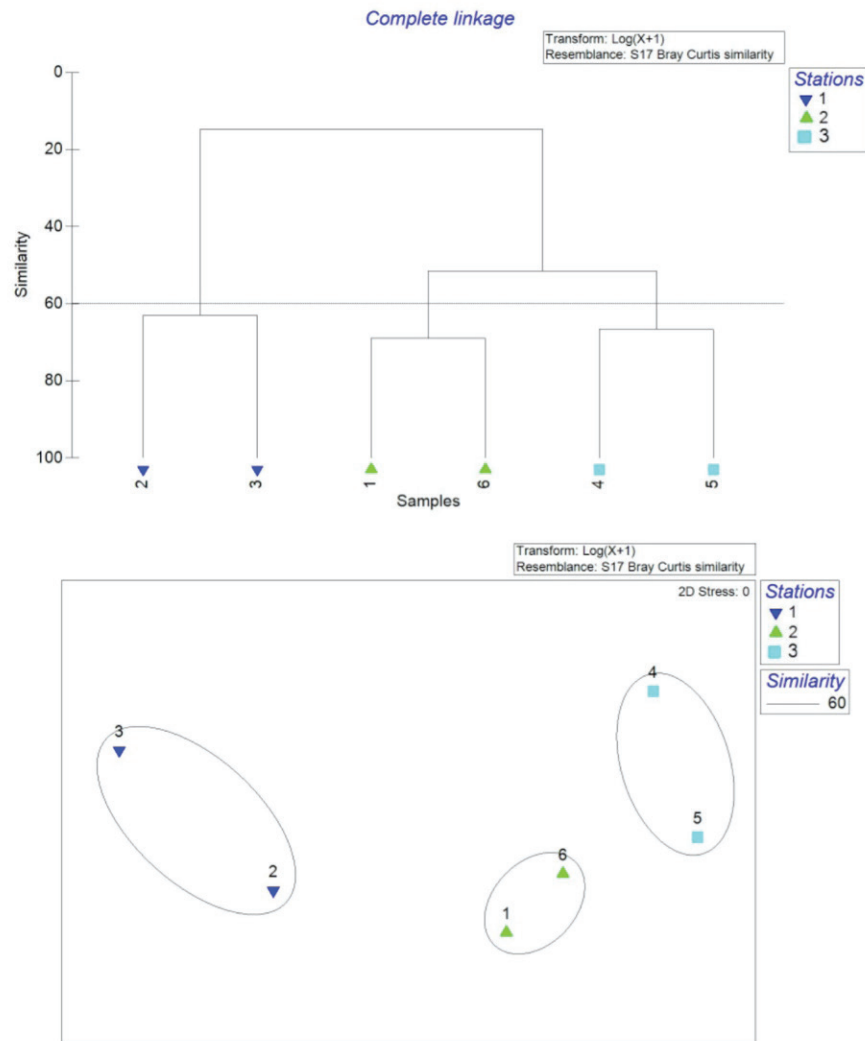 Complete linkage
Transform: Log(X+1)
Resemblance: S17 Bray Curtis similarity
Stations
1
2
3
0
20
40
60
80
100
Similarity
2 3 1 6 4 5
Samples
Transform: Log(X+1)
Resemblance: S17 Bray Curtis similarity
2D Stress: 0
Stations
1
2
3
Similarity
60
4
3
5
6
2
1